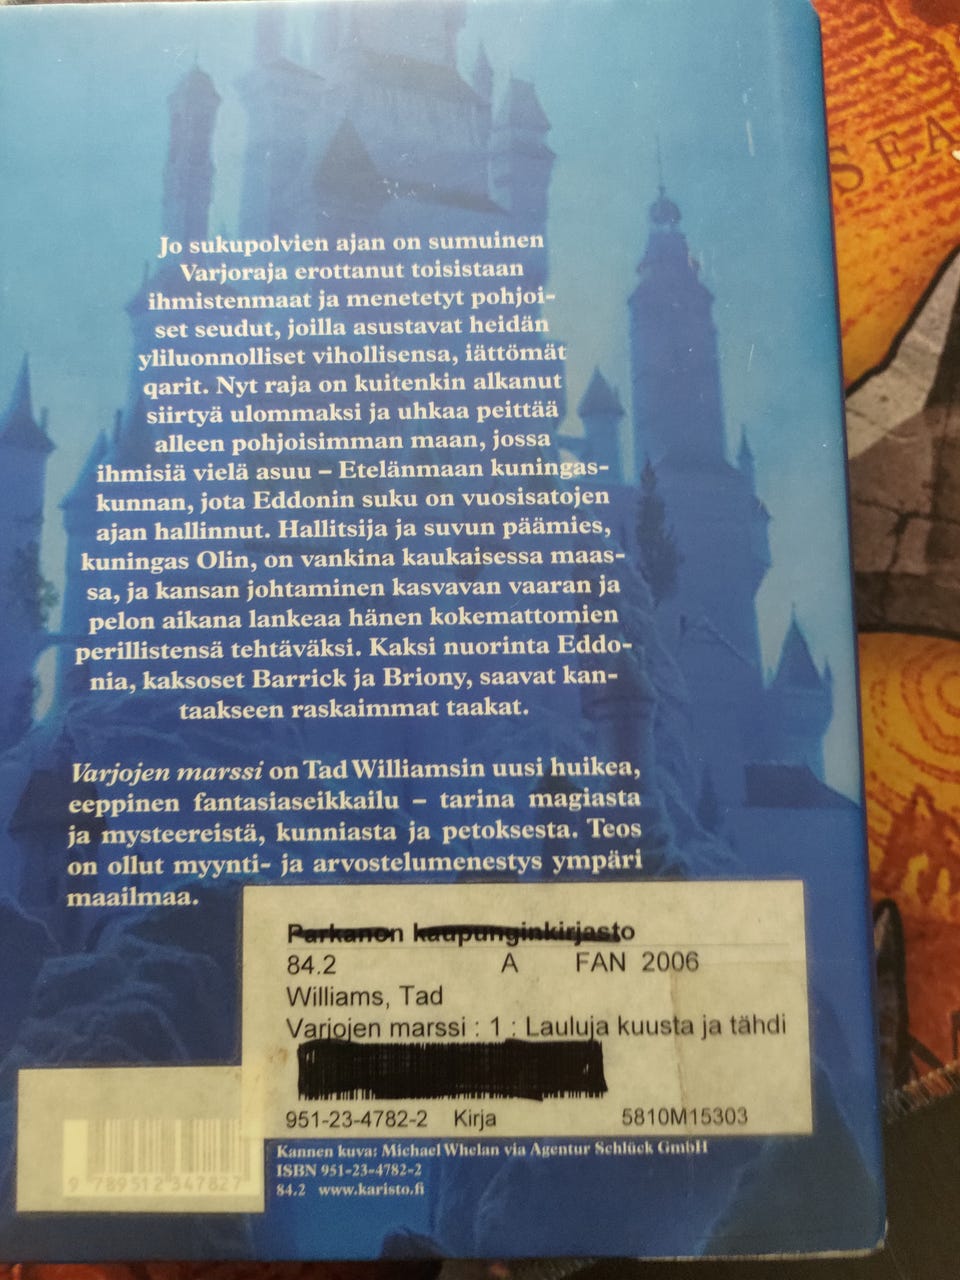 SEA
Jo sukupolvien ajan on sumuinen
Varjoraja erottanut toisistaan
ihmistenmaat ja menetetyt pohjoi-
set seudut, joilla asustavat heidän
yliluonnolliset vihollisensa, iättömät
qarit. Nyt raja on kuitenkin alkanut
siirtyä ulommaksi ja uhkaa peittää
alleen pohjoisimman maan, jossa
ihmisiä vielä asuu – Etelänmaan kuningas-
kunnan, jota Eddonin suku on vuosisatojen
ajan hallinnut. Hallitsija ja suvun päämies,
kuningas Olin, on vankina kaukaisessa maas-
sa, ja kansan johtaminen kasvavan vaaran ja
pelon aikana lankeaa hänen kokemattomien
perillistensä tehtäväksi. Kaksi nuorinta Eddo-
nia, kaksoset Barrick ja Briony, saavat kan-
taakseen raskaimmat taakat.
Varjojen marssi on Tad Williamsin uusi huikea,
eeppinen fantasiaseikkailu – tarina magiasta
ja mysteereistä, kunniasta ja petoksesta. Teos
on ollut myynti- ja arvostelumenestys ympäri
maailmaa.
Parkanon kaupunginkirjasto
84.2 A FAN 2006
Williams, Tad
Varjojen marssi : 1 : Lauluja kuusta ja tähdi
951-23-4782-2 Kirja 5810M15303
Kannen kuva: Michael Whelan via Agentur Schlück GmbH
ISBN 951-23-4782-2
84.2 www.karisto.fi
9 789512 347827